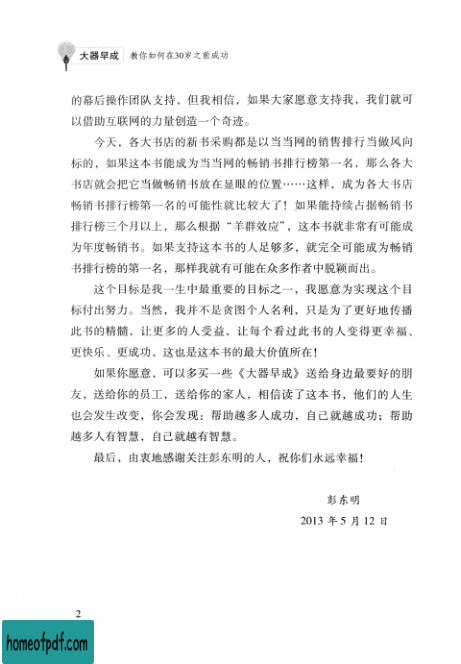 大器早成 教你如何在30岁之前成功
的幕后操作团队支持，但我相信，如果大家愿意支持我，我们就可
以借助互联网的力量创造一个奇迹。
今天，各大书店的新书采购都是以当当网的销售排行当做风向
标的，如果这本书能成为当当网的畅销书排行榜第一名，那么各大
书店就会把它当做畅销书放在显眼的位置……这样，成为各大书店
畅销书排行榜第一名的可能性就比较大了！如果能持续占据畅销书
排行榜三个月以上，那么根据“羊群效应”，这本书就非常有可能成
为年度畅销书。如果支持这本书的人足够多，就完全可能成为畅销
书排行榜的第一名，那样我就有可能在众多作者中脱颖而出。
这个目标是我一生中最重要的目标之一，我愿意为实现这个目
标付出努力。当然，我并不是贪图个人名利，只是为了更好地传播
此书的精髓，让更多的人受益，让每个看过此书的人变得更幸福、
更快乐、更成功，这也是这本书的最大价值所在！
如果你愿意，可以多买一些《大器早成》送给身边最要好的朋
友，送给你的员工，送给你的家人，相信读了这本书，他们的人生
也会发生改变，你会发现：帮助越多人成功，自己就越成功；帮助
越多人有智慧，自己就越有智慧。
最后，由衷地感谢关注彭东明的人，祝你们永远幸福！
彭东明
2013 年 5 月 12 日
2
homeofpdf.com